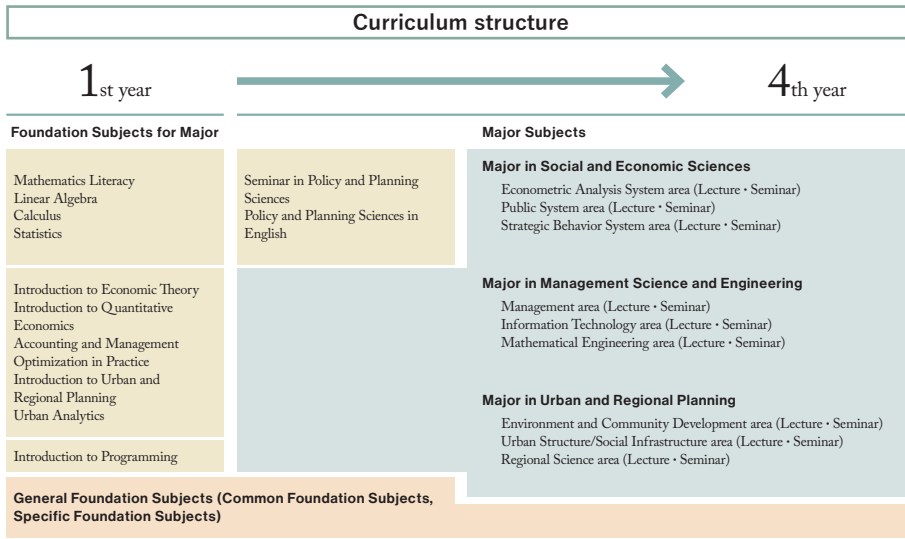 Curriculum structure
1st year
4th year
Foundation Subjects for Major
Mathematics Literacy
Linear Algebra
Calculus
Statistics
Introduction to Economic Theory
Introduction to Quantitative
Economics
Accounting and Management
Optimization in Practice
Introduction to Urban and
Regional Planning
Urban Analytics
Introduction to Programming
Seminar in Policy and Planning
Sciences
Policy and Planning Sciences in
English
Major Subjects
Major in Social and Economic Sciences
Econometric Analysis System area (Lecture・Seminar)
Public System area (Lecture・Seminar)
Strategic Behavior System area (Lecture・Seminar)
Major in Management Science and Engineering
Management area (Lecture・Seminar)
Information Technology area (Lecture・Seminar)
Mathematical Engineering area (Lecture・Seminar)
Major in Urban and Regional Planning
Environment and Community Development area (Lecture・Seminar)
Urban Structure/Social Infrastructure area (Lecture・Seminar)
Regional Science area (Lecture・Seminar)
General Foundation Subjects (Common Foundation Subjects,
Specific Foundation Subjects)